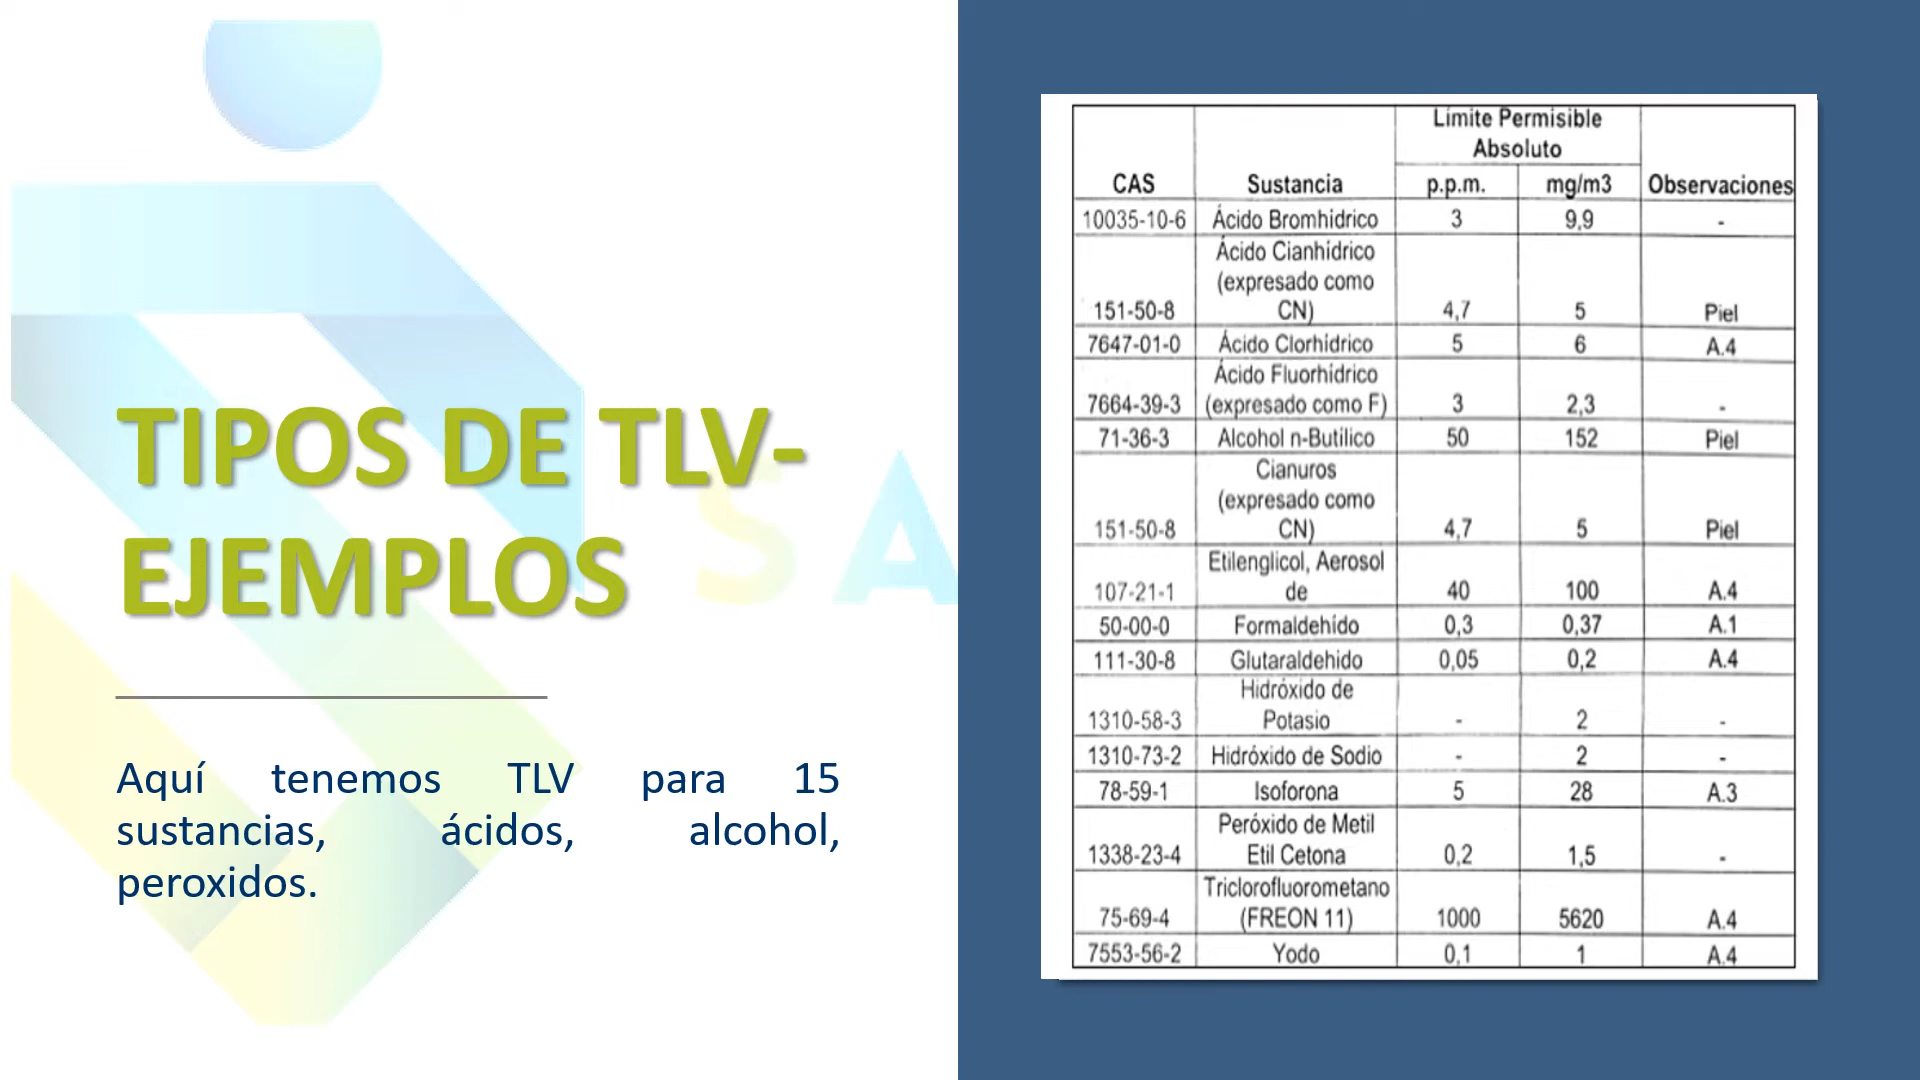 TIPOS DE TLV-
EJEMPLOS
Aquí tenemos TLV para 15
sustancias, ácidos, alcohol,
peroxidos.
S A
Límite Permisible
Absoluto
CAS Sustancia p.p.m. mg/m3 Observaciones
10035-10-6 Ácido Bromhídrico 3 9,9 -
Ácido Cianhídrico
(expresado como
151-50-8 CN) 4,7 5 Piel
7647-01-0 Ácido Clorhídrico 5 6 A.4
Ácido Fluorhídrico
7664-39-3 (expresado como F) 3 2,3 -
71-36-3 Alcohol n-Butílico 50 152 Piel
Cianuros
(expresado como
151-50-8 CN) 4,7 5 Piel
Etilenglicol, Aerosol
107-21-1 de 40 100 A.4
50-00-0 Formaldehído 0,3 0,37 A.1
111-30-8 Glutaraldehido 0,05 0,2 A.4
Hidróxido de
1310-58-3 Potasio - 2 -
1310-73-2 Hidróxido de Sodio - 2 -
78-59-1 Isoforona 5 28 A.3
Peróxido de Metil
1338-23-4 Etil Cetona 0,2 1,5 -
Triclorofluorometano
75-69-4 (FREON 11) 1000 5620 A.4
7553-56-2 Yodo 0,1 1 A.4